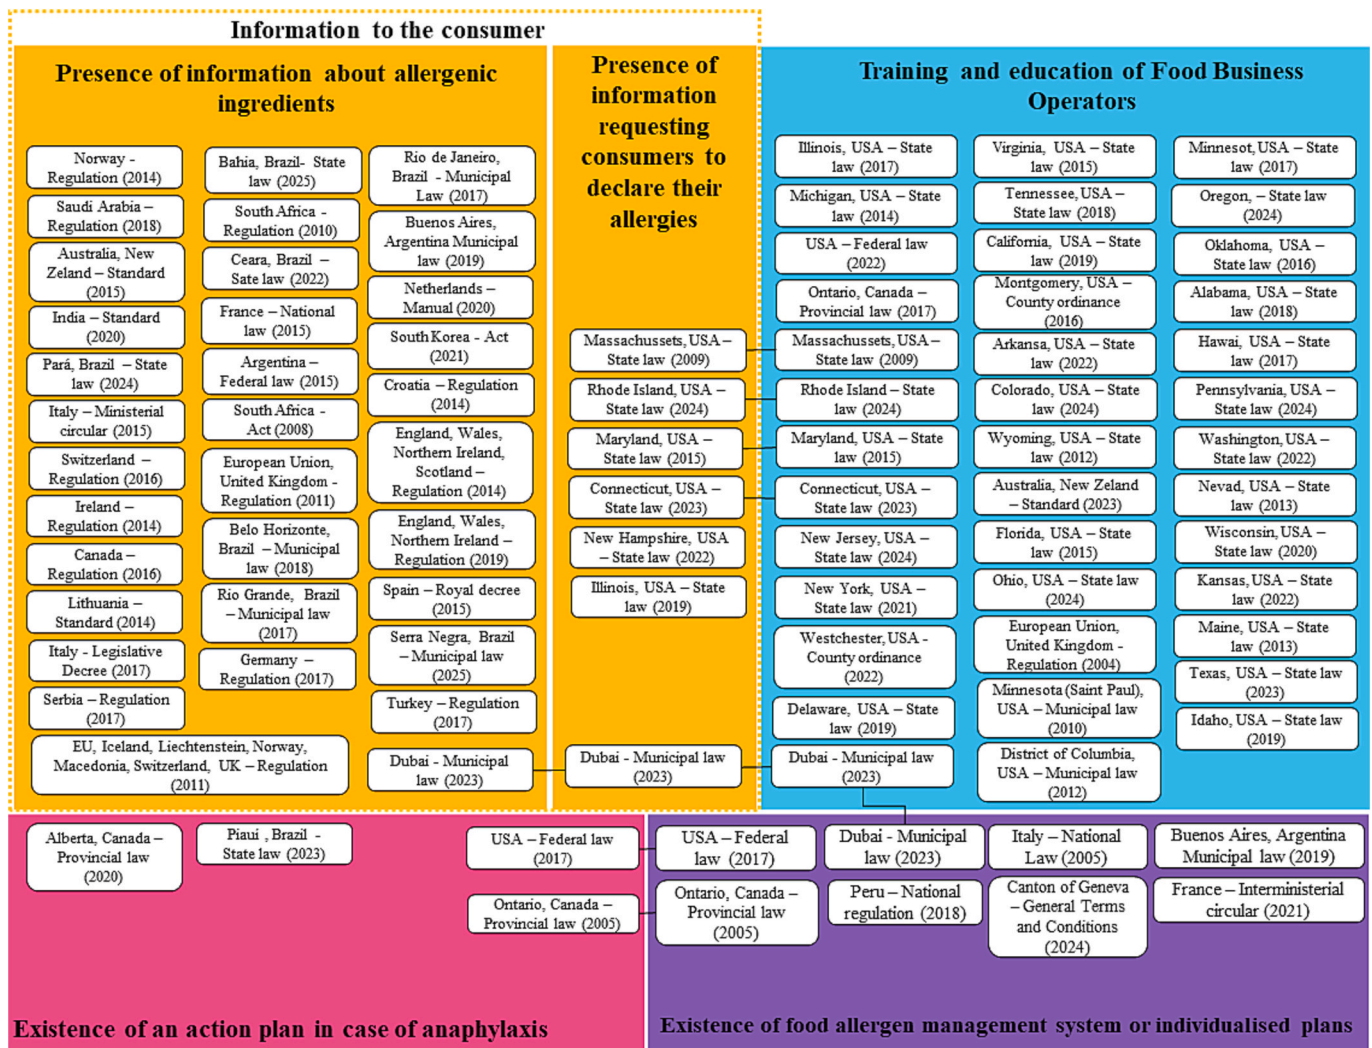 Information to the consumer
Presence of information about allergenic
ingredients
Norway -
Regulation (2014)
Saudi Arabia –
Regulation (2018)
Australia, New
Zeland – Standard
(2015)
India – Standard
(2020)
Pará, Brazil – State
law (2024)
Italy – Ministerial
circular (2015)
Switzerland –
Regulation (2016)
Ireland –
Regulation (2014)
Canada –
Regulation (2016)
Lithuania –
Standard (2014)
Italy - Legislative
Decree (2017)
Serbia – Regulation
(2017)
EU, Iceland, Liechtenstein, Norway,
Macedonia, Switzerland, UK – Regulation
(2011)
Bahia, Brazil- State
law (2025)
South Africa -
Regulation (2010)
Ceara, Brazil –
Sate law (2022)
France – National
law (2015)
Argentina –
Federal law (2015)
South Africa -
Act (2008)
European Union,
United Kingdom -
Regulation (2011)
Belo Horizonte,
Brazil – Municipal
law (2018)
Rio Grande, Brazil
– Municipal law
(2017)
Germany –
Regulation (2017)
Rio de Janeiro,
Brazil - Municipal
Law (2017)
Buenos Aires,
Argentina Municipal
law (2019)
Netherlands –
Manual (2020)
South Korea - Act
(2021)
Croatia – Regulation
(2014)
England, Wales,
Northern Ireland,
Scotland –
Regulation (2014)
England, Wales,
Northern Ireland –
Regulation (2019)
Spain – Royal decree
(2015)
Serra Negra, Brazil
– Municipal law
(2025)
Turkey – Regulation
(2017)
Dubai - Municipal
law (2023)
Presence of
information
requesting
consumers to
declare their
allergies
Massachussets, USA –
State law (2009)
Rhode Island, USA –
State law (2024)
Maryland, USA –
State law (2015)
Connecticut, USA –
State law (2023)
New Hampshire, USA
– State law (2022)
Illinois, USA – State
law (2019)
Dubai - Municipal law
(2023)
Training and education of Food Business
Operators
Illinois, USA – State law
(2017)
Michigan, USA – State
law (2014)
USA – Federal law
(2022)
Ontario, Canada –
Provincial law (2017)
Massachussets, USA –
State law (2009)
Rhode Island – State law
(2024)
Maryland, USA – State
law (2015)
Connecticut, USA –
State law (2023)
New Jersey, USA –
State law (2024)
New York, USA –
State law (2021)
Westchester, USA -
County ordinance
(2022)
Delaware, USA – State
law (2019)
Dubai - Municipal law
(2023)
Virginia, USA – State law
(2015)
Tennessee, USA –
State law (2018)
California, USA – State
law (2019)
Montgomery, USA –
County ordinance
(2016)
Arkansa, USA – State
law (2022)
Colorado, USA – State
law (2024)
Wyoming, USA – State
law (2012)
Australia, New Zeland
– Standard (2023)
Florida, USA – State
law (2015)
Ohio, USA – State law
(2024)
European Union,
United Kingdom -
Regulation (2004)
Minnesota (Saint Paul),
USA – Municipal law
(2010)
District of Columbia,
USA – Municipal law
(2012)
Minnesot, USA – State
law (2017)
Oregon, – State law
(2024)
Oklahoma, USA –
State law (2016)
Alabama, USA – State
law (2018)
Hawai, USA – State
law (2017)
Pennsylvania, USA –
State law (2024)
Washington, USA –
State law (2022)
Nevad, USA – State
law (2013)
Wisconsin, USA –
State law (2020)
Kansas, USA – State
law (2022)
Maine, USA – State
law (2013)
Texas, USA – State law
(2023)
Idaho, USA – State law
(2019)
Alberta, Canada –
Provincial law
(2020)
Piaui , Brazil -
State law (2023)
USA – Federal law
(2017)
Ontario, Canada –
Provincial law (2005)
Existence of an action plan in case of anaphylaxis
USA – Federal
law (2017)
Ontario, Canada –
Provincial law
(2005)
Dubai - Municipal
law (2023)
Peru – National
regulation (2018)
Italy – National
Law (2005)
Canton of Geneva
– General Terms
and Conditions
(2024)
Buenos Aires, Argentina
Municipal law (2019)
France – Interministerial
circular (2021)
Existence of food allergen management system or individualised plans